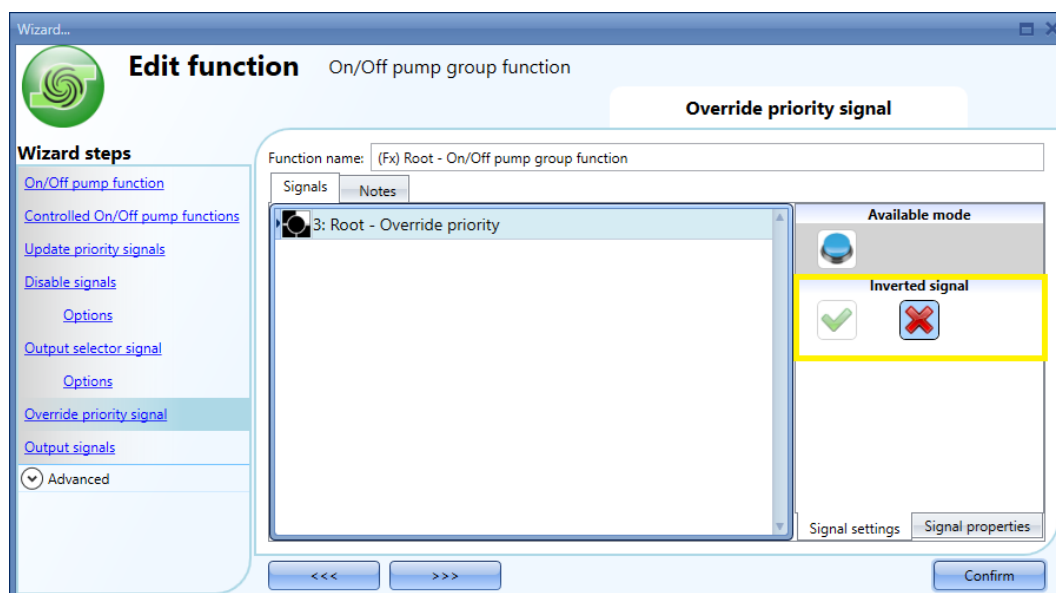 Wizard...
Edit function On/Off pump group function
Override priority signal
Wizard steps
On/Off pump function
Controlled On/Off pump functions
Update priority signals
Disable signals
Options
Output selector signal
Options
Override priority signal
Output signals
Advanced
Function name: (Fx) Root - On/Off pump group function
Signals Notes
3: Root - Override priority
Available mode
Inverted signal
Signal settings Signal properties
<<< >>> Confirm